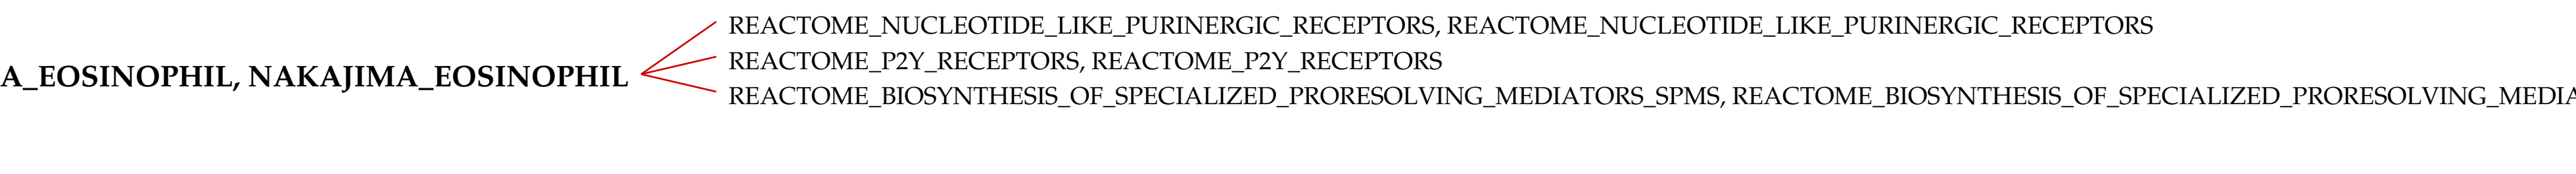 REACTOME_NUCLEOTIDE_LIKE_PURINERGIC_RECEPTORS, REACTOME_NUCLEOTIDE_LIKE_PURINERGIC_RECEPTORS
REACTOME_P2Y_RECEPTORS, REACTOME_P2Y_RECEPTORS
A_EOSINOPHIL, NAKAJIMA_EOSINOPHIL
REACTOME_BIOSYNTHESIS_OF_SPECIALIZED_PRORESOLVING_MEDIATORS_SPMS, REACTOME_BIOSYNTHESIS_OF_SPECIALIZED_PRORESOLVING_MEDIA